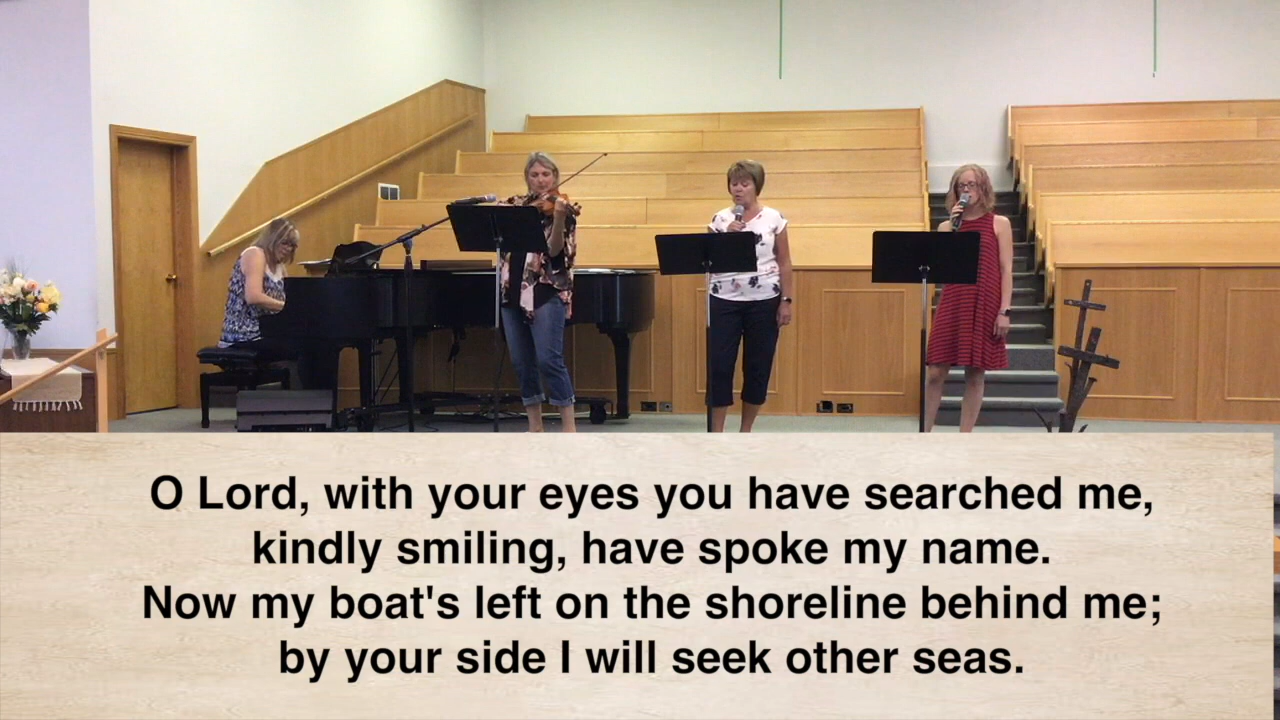 O Lord, with your eyes you have searched me,
kindly smiling, have spoke my name.
Now my boat's left on the shoreline behind me;
by your side I will seek other seas.